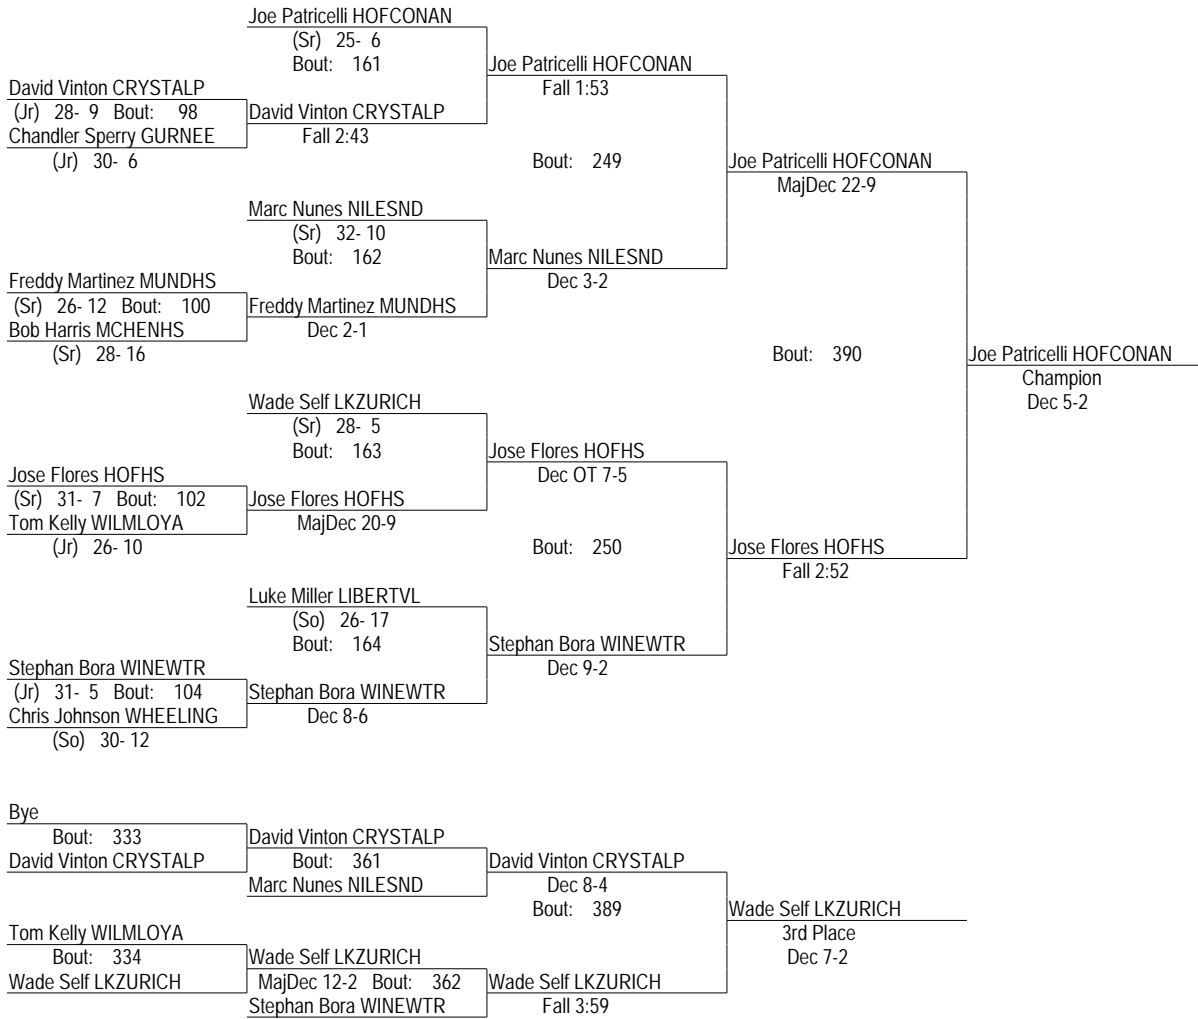 Joe Patricelli HOFCONAN
(Sr) 25- 6
Bout: 161
Joe Patricelli HOFCONAN
Fall 1:53
David Vinton CRYSTALP
(Jr) 28- 9 Bout: 98
David Vinton CRYSTALP
Chandler Sperry GURNEE
Fall 2:43
(Jr) 30- 6
Bout: 249
Joe Patricelli HOFCONAN
MajDec 22-9
Marc Nunes NILESND
(Sr) 32- 10
Bout: 162
Marc Nunes NILESND
Dec 3-2
Freddy Martinez MUNDHS
(Sr) 26- 12 Bout: 100
Freddy Martinez MUNDHS
Bob Harris MCHENHS
Dec 2-1
(Sr) 28- 16
Bout: 390
Joe Patricelli HOFCONAN
Champion
Dec 5-2
Wade Self LKZURICH
(Sr) 28- 5
Bout: 163
Jose Flores HOFHS
Dec OT 7-5
Jose Flores HOFHS
(Sr) 31- 7 Bout: 102
Jose Flores HOFHS
Tom Kelly WILMLOYA
MajDec 20-9
(Jr) 26- 10
Bout: 250
Jose Flores HOFHS
Fall 2:52
Luke Miller LIBERTVL
(So) 26- 17
Bout: 164
Stephan Bora WINEWTR
Dec 9-2
Stephan Bora WINEWTR
(Jr) 31- 5 Bout: 104
Stephan Bora WINEWTR
Chris Johnson WHEELING
Dec 8-6
(So) 30- 12
Bye
Bout: 333
David Vinton CRYSTALP
David Vinton CRYSTALP
Bout: 361
David Vinton CRYSTALP
Marc Nunes NILESND
Dec 8-4
Bout: 389
Wade Self LKZURICH
3rd Place
Dec 7-2
Tom Kelly WILMLOYA
Bout: 334
Wade Self LKZURICH
Wade Self LKZURICH
MajDec 12-2 Bout: 362
Wade Self LKZURICH
Stephan Bora WINEWTR
Fall 3:59